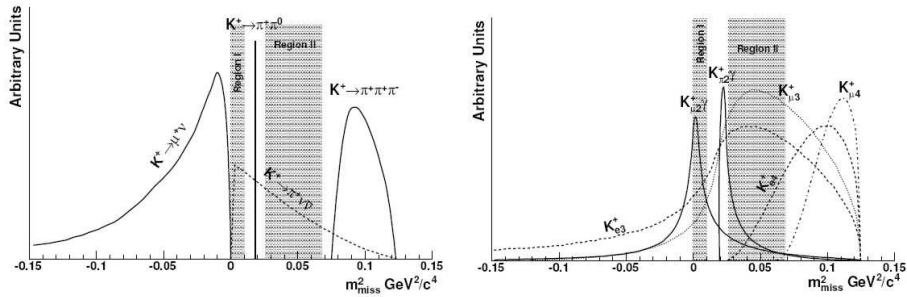 Arbitrary Units
K⁺→π⁺π⁰
Region I
Region II
K⁺→π⁺π⁺π⁻
K⁺→μ⁺ν
K⁺→π⁺νν̄
-0.15 -0.1 -0.05 0 0.05 0.1 0.15
m²miss GeV²/c⁴
Arbitrary Units
Region I
Region II
K⁺π2γ
K⁺μ2γ
K⁺μ3
K⁺μ4
K⁺e4
K⁺e3
-0.15 -0.1 -0.05 0 0.05 0.1 0.15
m²miss GeV²/c⁴